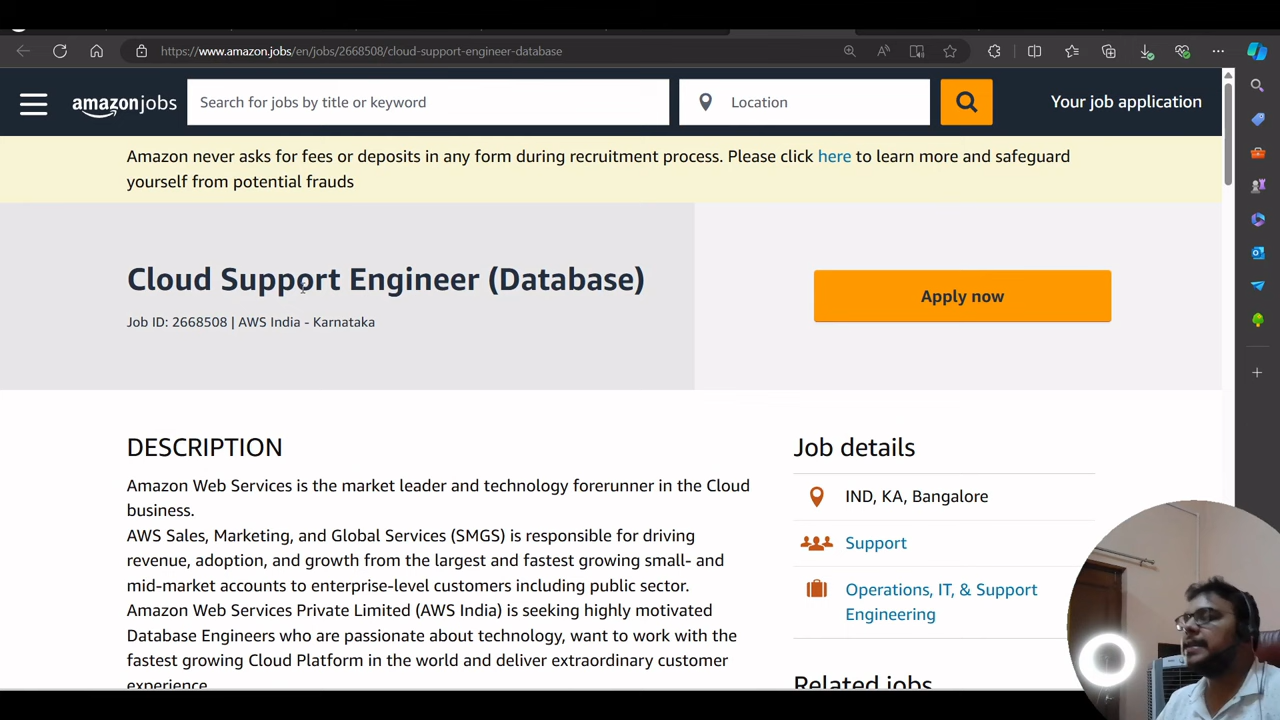 https://www.amazon.jobs/en/jobs/2668508/cloud-support-engineer-database
amazonjobs
Search for jobs by title or keyword
Location
Your job application
Amazon never asks for fees or deposits in any form during recruitment process. Please click here to learn more and safeguard
yourself from potential frauds
Cloud Support Engineer (Database)
Job ID: 2668508 | AWS India - Karnataka
Apply now
DESCRIPTION
Amazon Web Services is the market leader and technology forerunner in the Cloud
business.
AWS Sales, Marketing, and Global Services (SMGS) is responsible for driving
revenue, adoption, and growth from the largest and fastest growing small- and
mid-market accounts to enterprise-level customers including public sector.
Amazon Web Services Private Limited (AWS India) is seeking highly motivated
Database Engineers who are passionate about technology, want to work with the
fastest growing Cloud Platform in the world and deliver extraordinary customer
experience.
Job details
IND, KA, Bangalore
Support
Operations, IT, & Support
Engineering
Related jobs